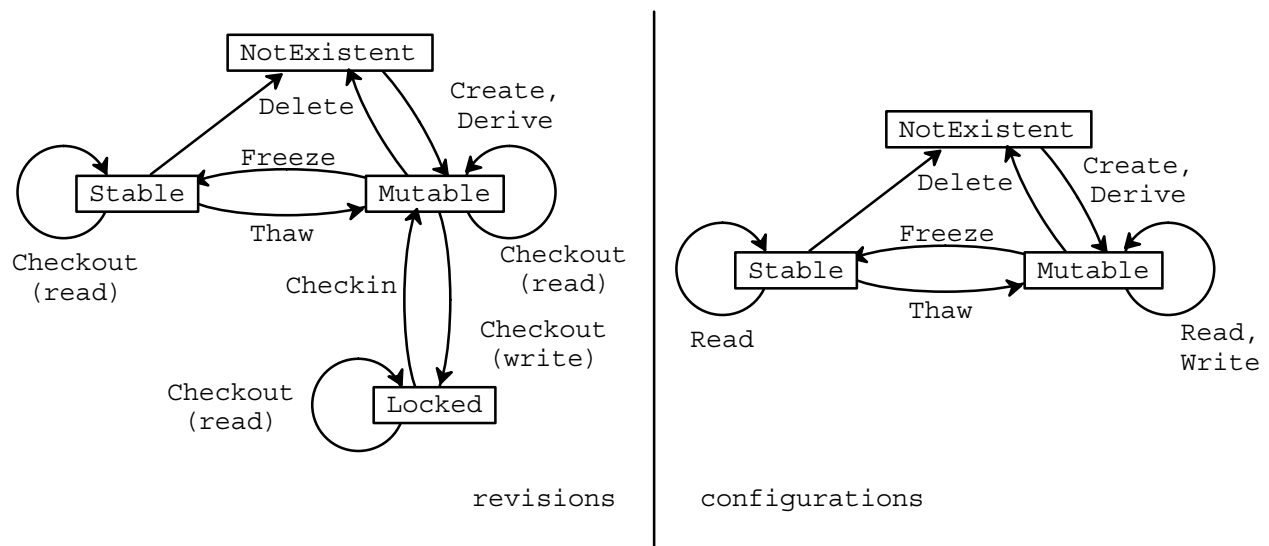 NotExistent
Delete
Create,
Derive
Freeze
Stable
Mutable
Thaw
Checkout
(read)
Checkout
(read)
Checkin
Checkout
(write)
Checkout
(read)
Locked
revisions
NotExistent
Delete
Create,
Derive
Freeze
Stable
Mutable
Thaw
Read
Read,
Write
configurations